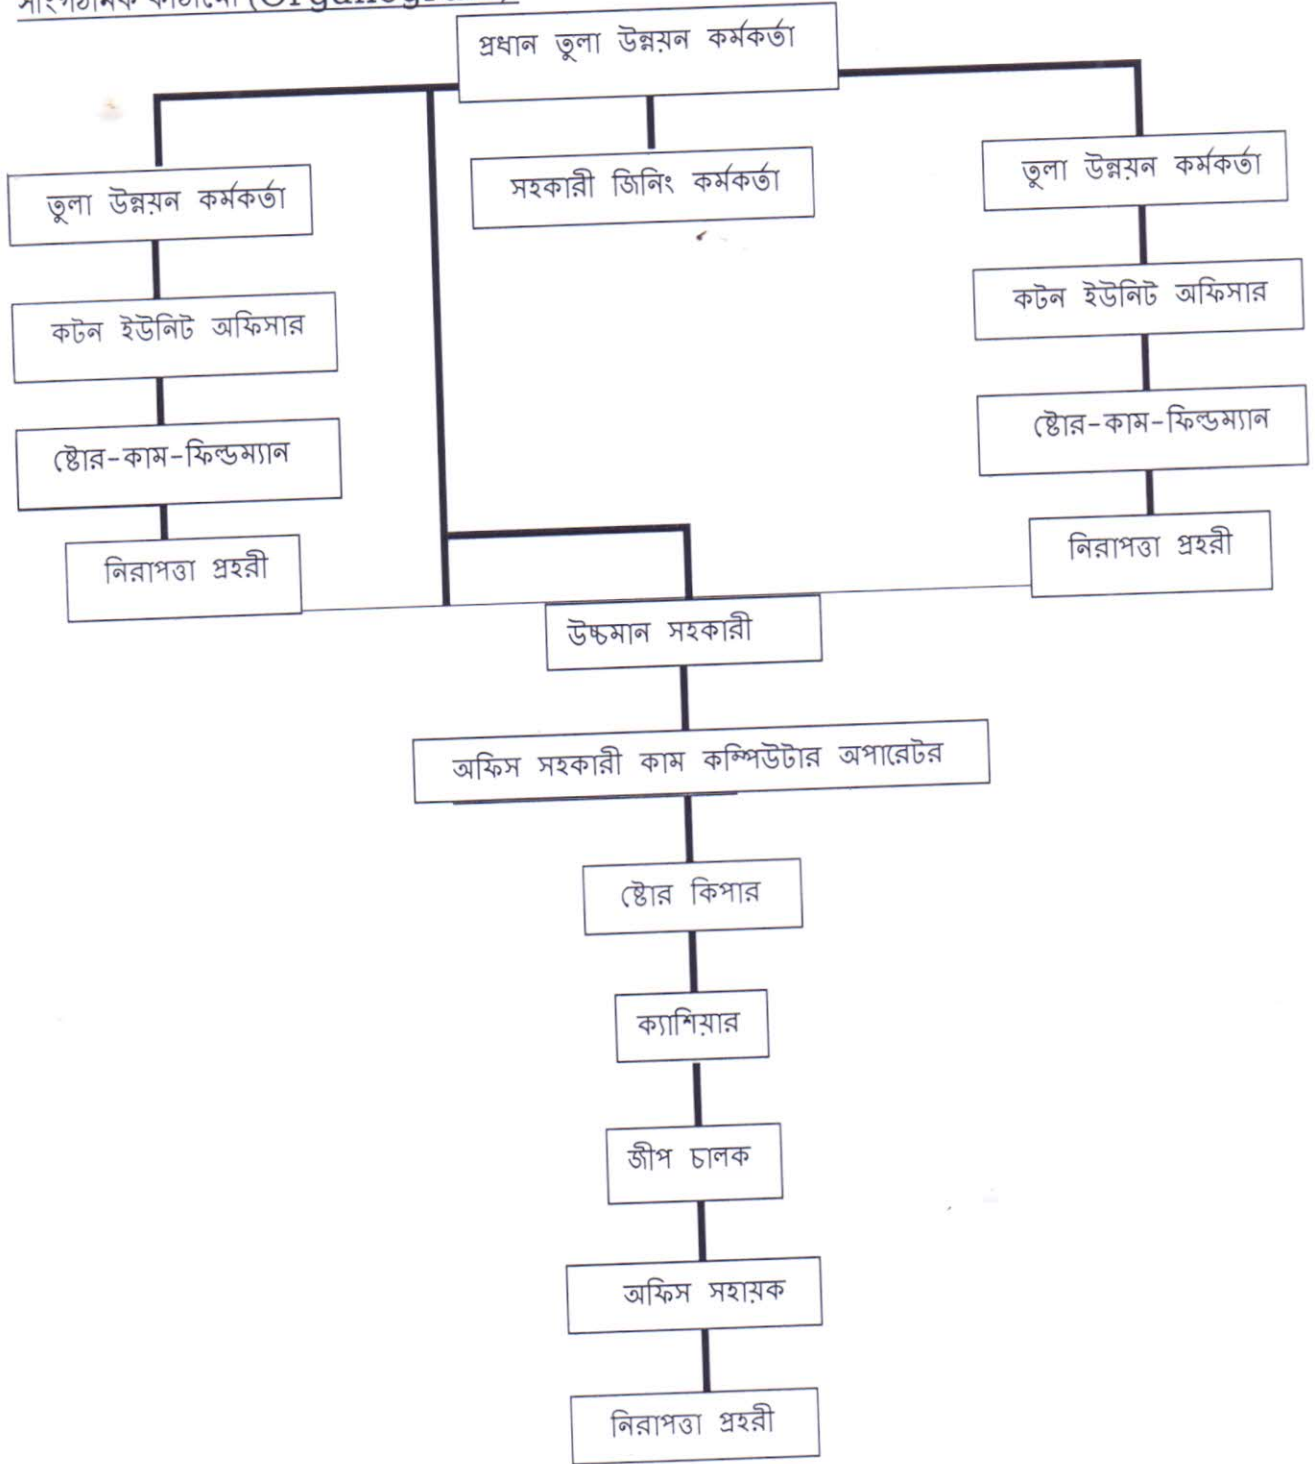 সাংগঠনিক কাঠামো (Organogram)
প্রধান তুলা উন্নয়ন কর্মকর্তা
তুলা উন্নয়ন কর্মকর্তা
সহকারী জিনিং কর্মকর্তা
তুলা উন্নয়ন কর্মকর্তা
কটন ইউনিট অফিসার
কটন ইউনিট অফিসার
ষ্টোর-কাম-ফিল্ডম্যান
ষ্টোর-কাম-ফিল্ডম্যান
নিরাপত্তা প্রহরী
নিরাপত্তা প্রহরী
উচ্চমান সহকারী
অফিস সহকারী কাম কম্পিউটার অপারেটর
ষ্টোর কিপার
ক্যাশিয়ার
জীপ চালক
অফিস সহায়ক
নিরাপত্তা প্রহরী